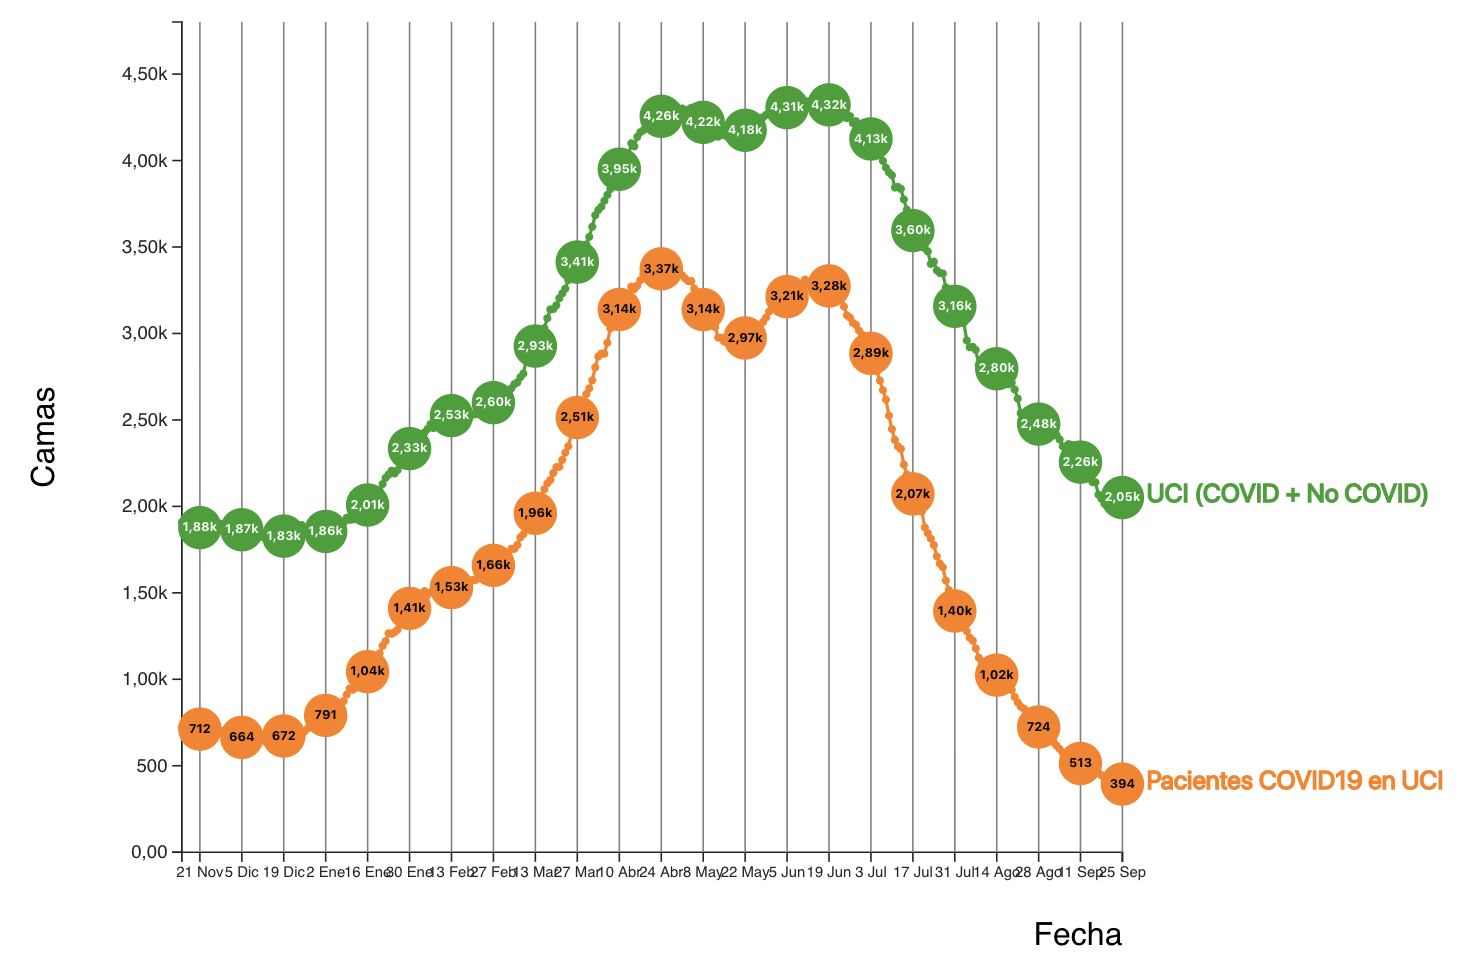 4,50k
4,00k
3,50k
3,00k
2,50k
2,00k
1,50k
1,00k
500
0,00
Camas
1,88k 1,87k 1,83k 1,86k 2,01k 2,33k 2,53k 2,60k 2,93k 3,41k 3,95k 4,26k 4,22k 4,18k 4,31k 4,32k 4,13k 3,60k 3,16k 2,80k 2,48k 2,26k 2,05k
UCI (COVID + No COVID)
712 664 672 791 1,04k 1,41k 1,53k 1,66k 1,96k 2,51k 3,14k 3,37k 3,14k 2,97k 3,21k 3,28k 2,89k 2,07k 1,40k 1,02k 724 513 394
Pacientes COVID19 en UCI
21 Nov 5 Dic 19 Dic 2 Ene 16 Ene 30 Ene 13 Feb 27 Feb 13 Mar 27 Mar 10 Abr 24 Abr 8 May 22 May 5 Jun 19 Jun 3 Jul 17 Jul 31 Jul 14 Ago 28 Ago 11 Sep 25 Sep
Fecha